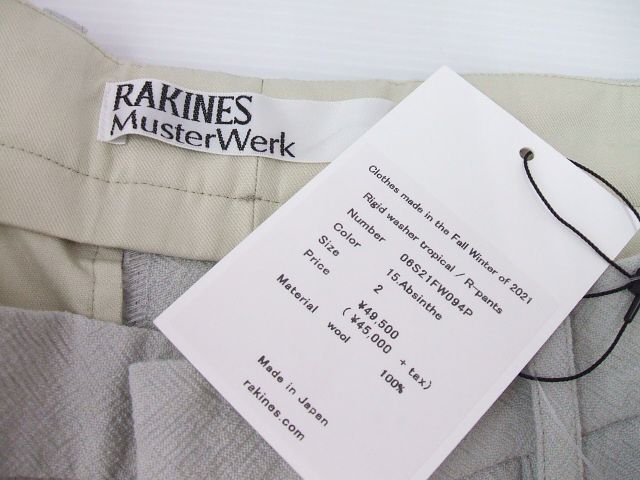 RAKINES
MusterWerk
Clothes made in the Fall Winter of 2021
Rigid washer tropical / R-pants
Number 06S21FW094P
Color 15.Absinthe
Size 2
Price ¥49,500
(¥45,000 + tax)
Material wool 100%
Made in Japan
rakines.com